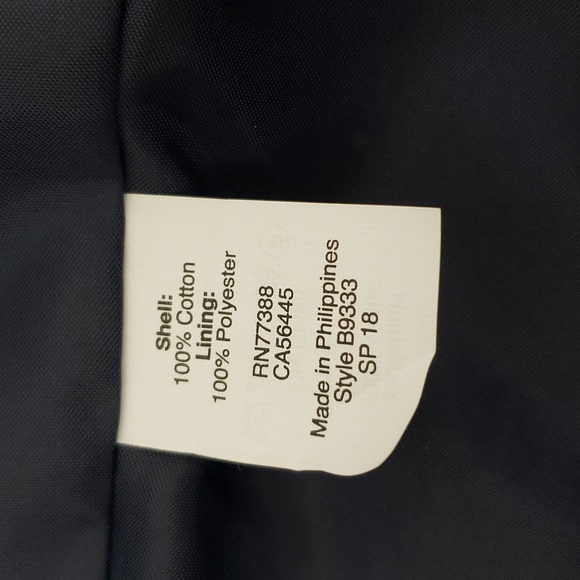 Shell:
100% Cotton
Lining:
100% Polyester
RN77388
CA56445
Made in Philippines
Style B9333
SP 18